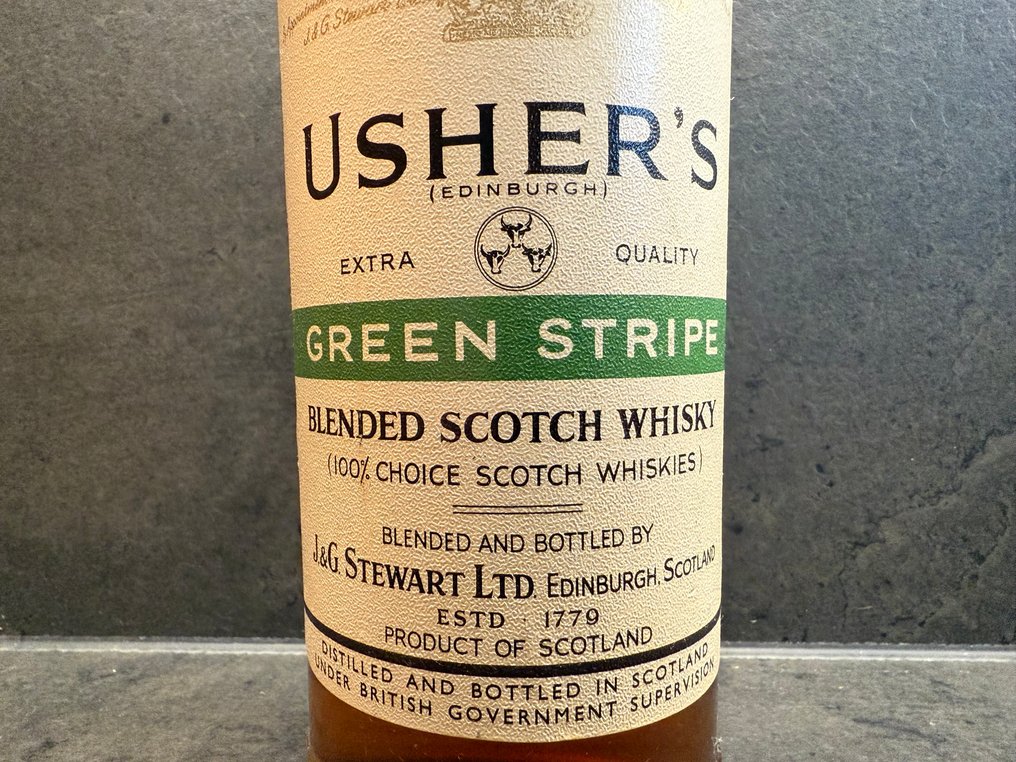 J & G. Stewart
USHER'S
(EDINBURGH)
EXTRA QUALITY
GREEN STRIPE
BLENDED SCOTCH WHISKY
(100% CHOICE SCOTCH WHISKIES)
BLENDED AND BOTTLED BY
J.&G. STEWART LTD. EDINBURGH, SCOTLAND
ESTD · 1779
PRODUCT OF SCOTLAND
DISTILLED AND BOTTLED IN SCOTLAND
UNDER BRITISH GOVERNMENT SUPERVISION